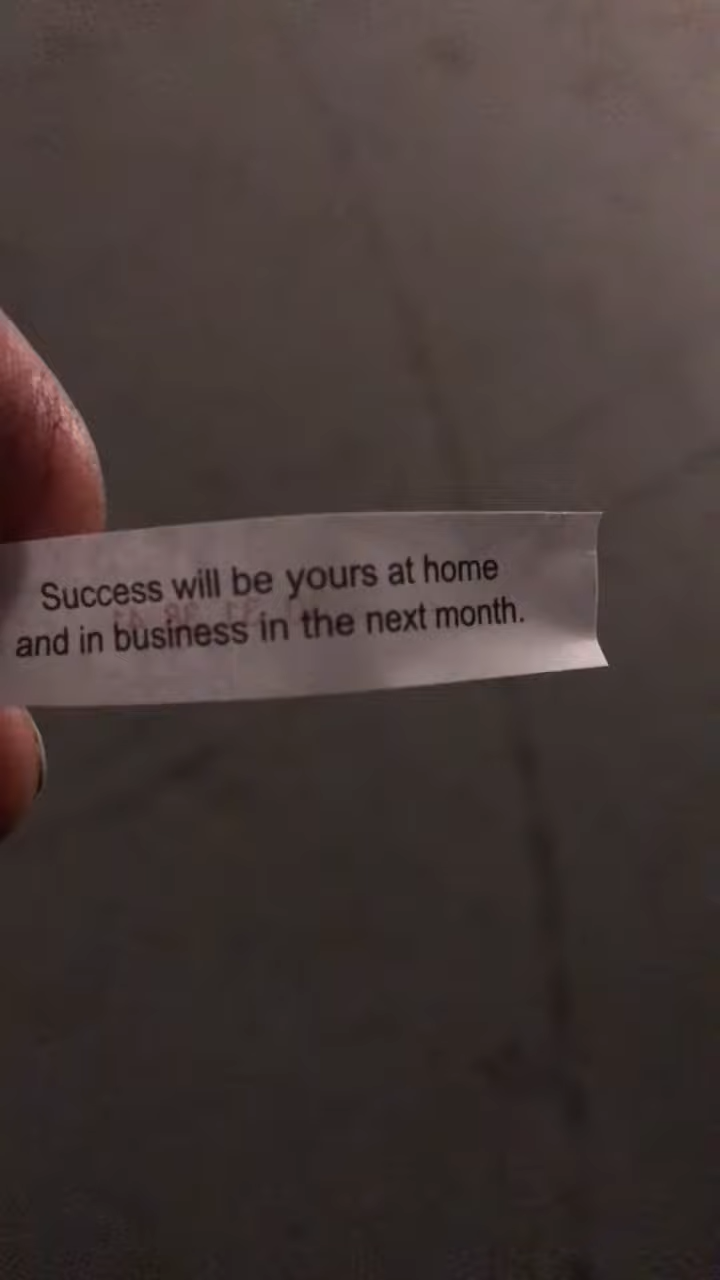 Success will be yours at home
and in business in the next month.